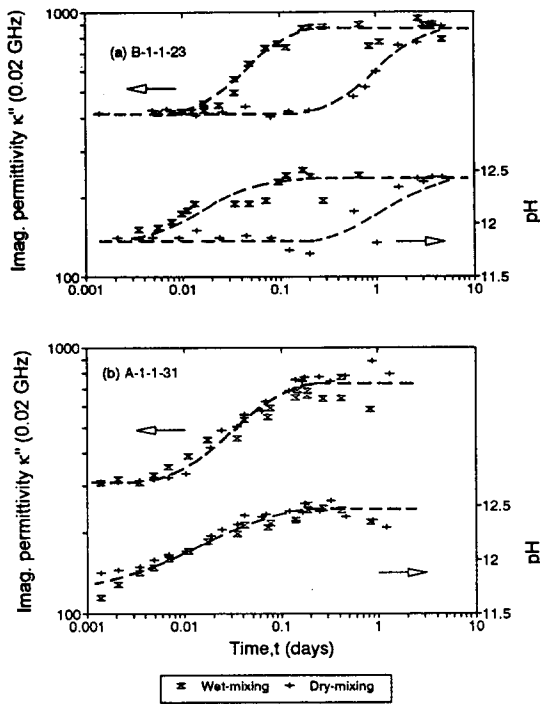 1000
(a) B-1-1-23
Imag. permittivity κ" (0.02 GHz)
12.5
12
pH
100
11.5
0.001
0.01
0.1
1
10
1000
(b) A-1-1-31
Imag. permittivity κ" (0.02 GHz)
12.5
12
pH
100
11.5
0.001
0.01
0.1
1
10
Time,t (days)
Wet-mixing
Dry-mixing